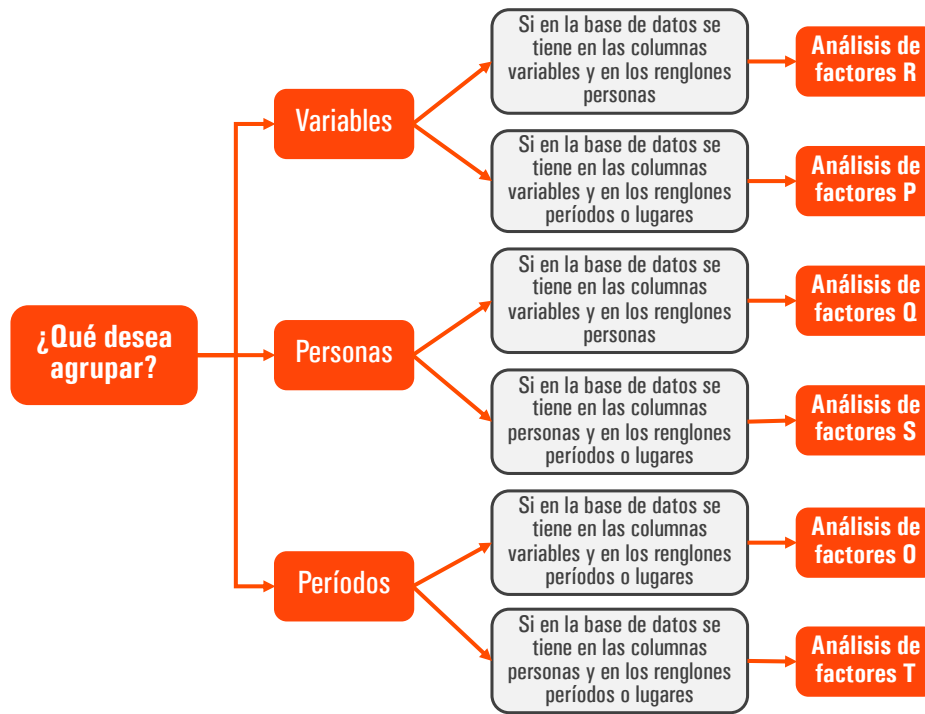 ¿Qué desea
agrupar?
Variables
Si en la base de datos se
tiene en las columnas
variables y en los renglones
personas
Análisis de
factores R
Si en la base de datos se
tiene en las columnas
variables y en los renglones
períodos o lugares
Análisis de
factores P
Personas
Si en la base de datos se
tiene en las columnas
variables y en los renglones
personas
Análisis de
factores Q
Si en la base de datos se
tiene en las columnas
personas y en los renglones
períodos o lugares
Análisis de
factores S
Períodos
Si en la base de datos se
tiene en las columnas
variables y en los renglones
períodos o lugares
Análisis de
factores O
Si en la base de datos se
tiene en las columnas
personas y en los renglones
períodos o lugares
Análisis de
factores T